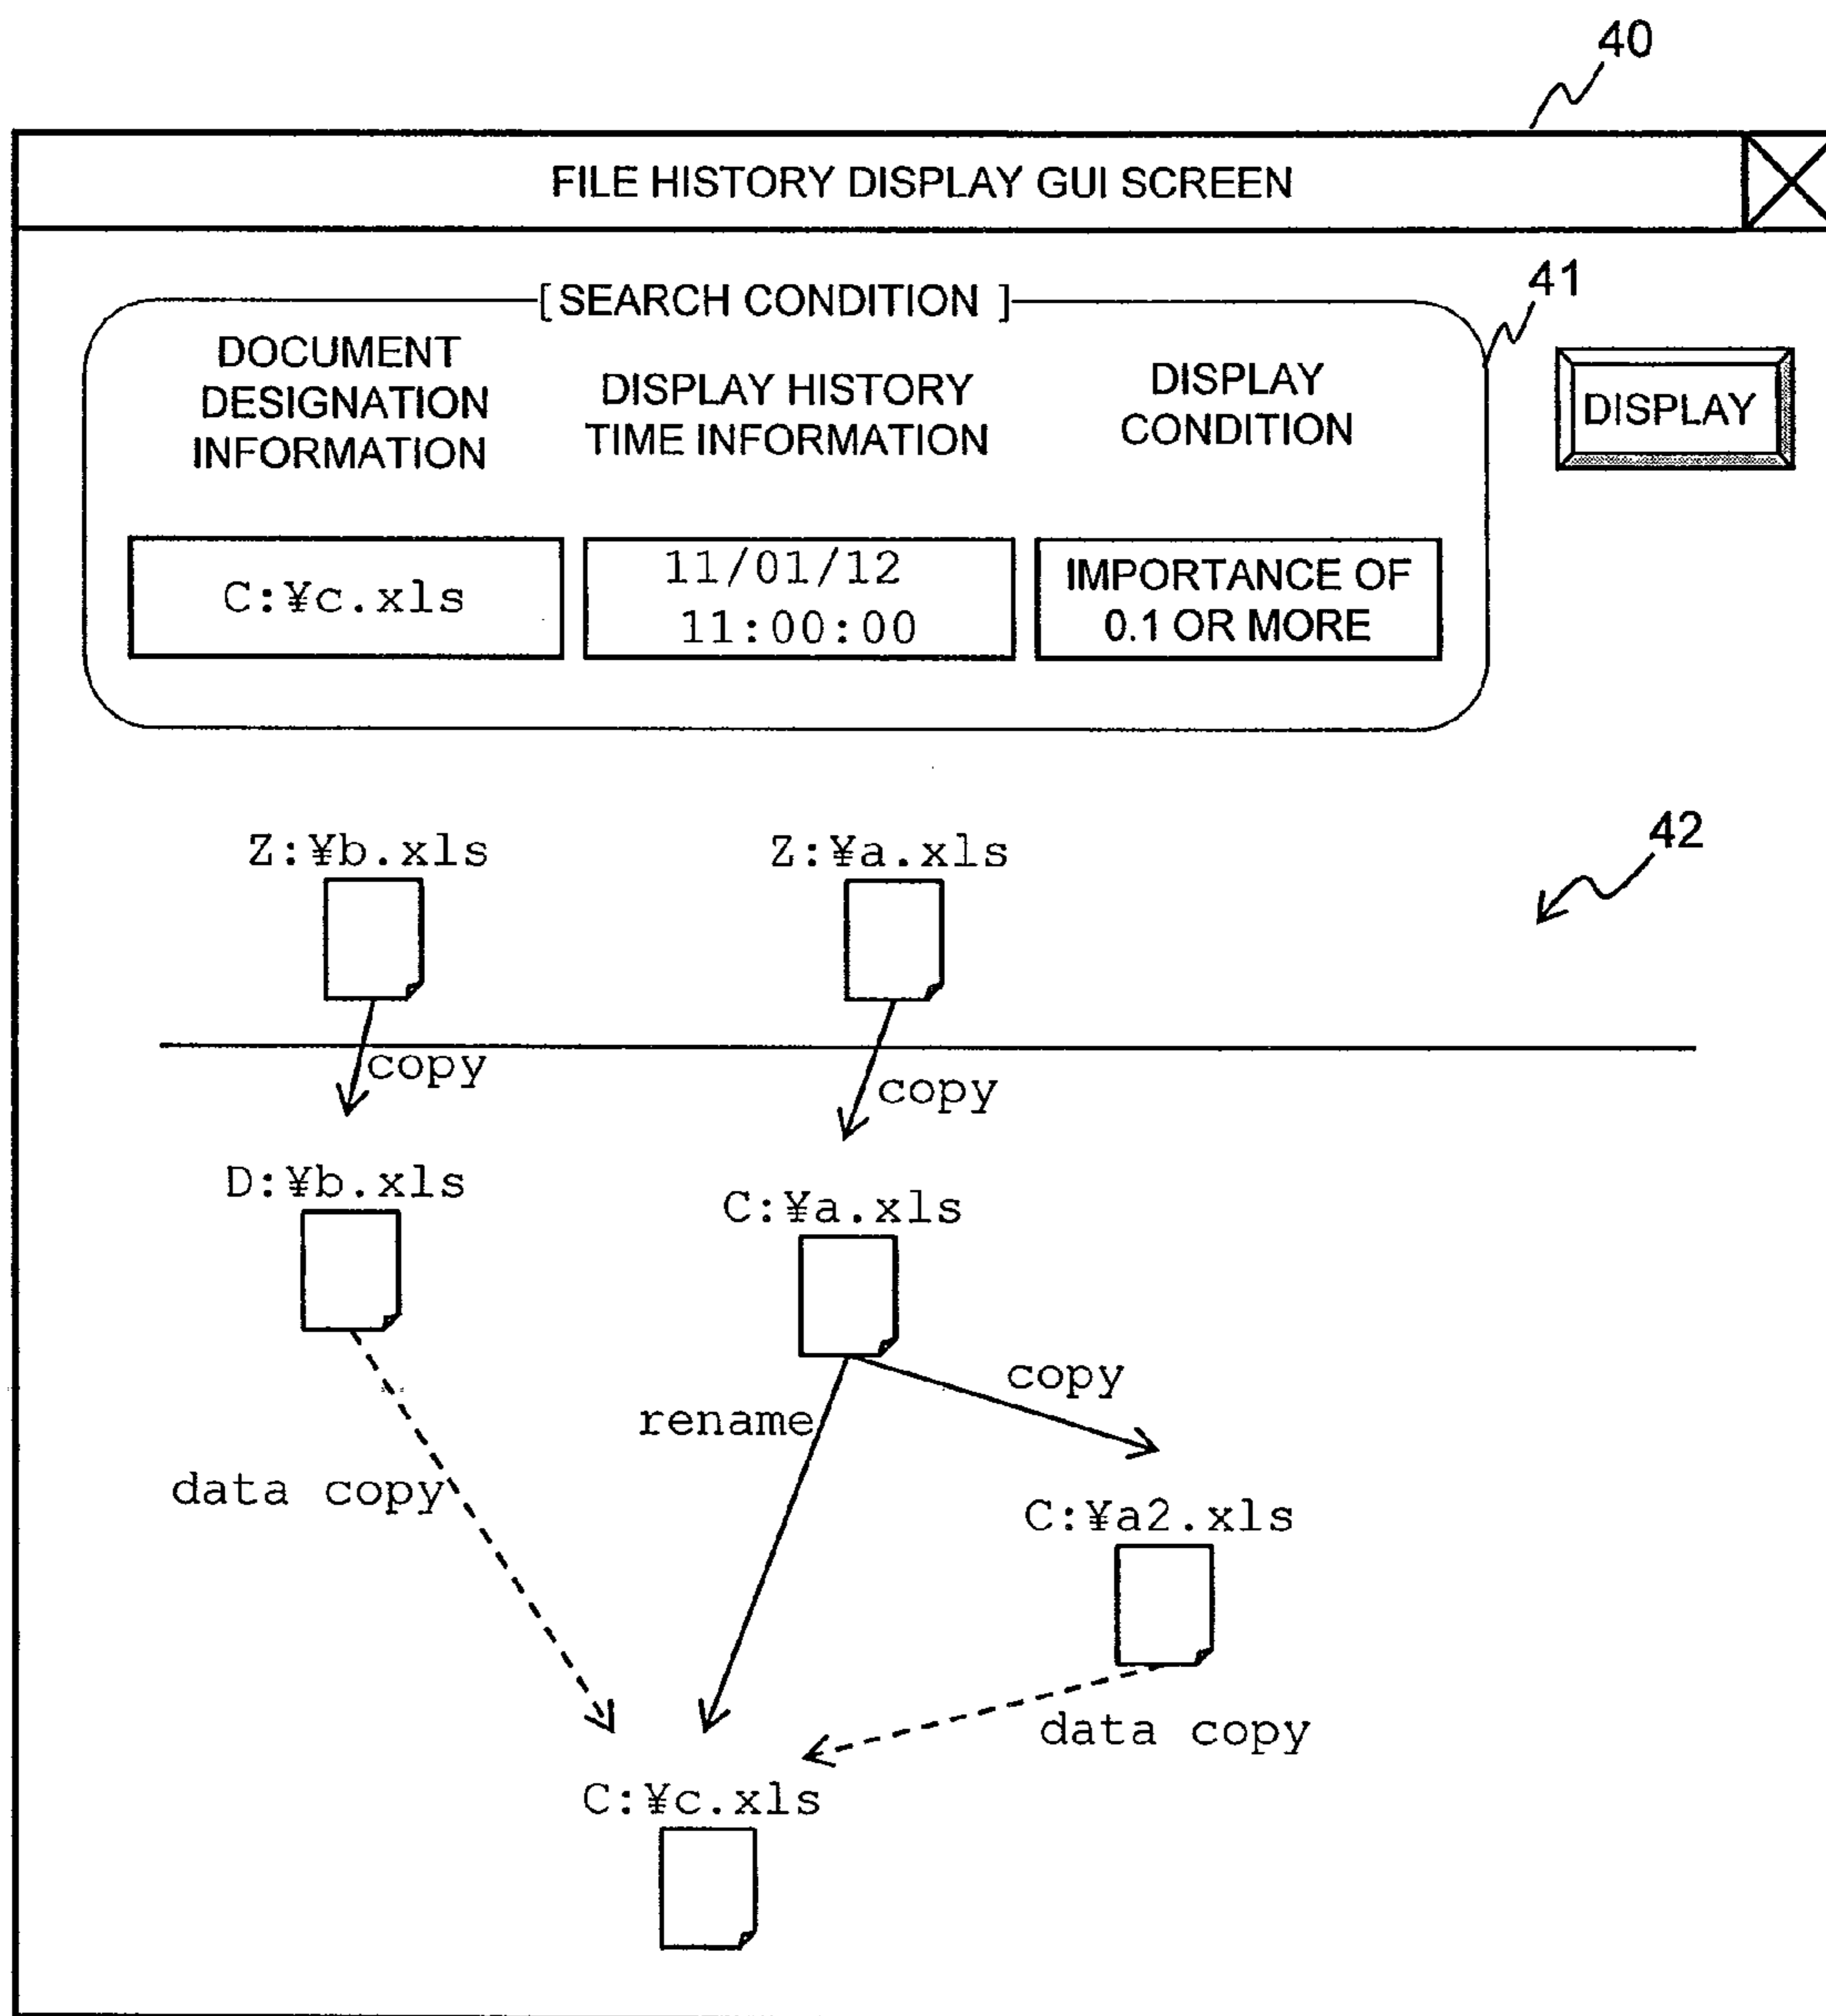 40
FILE HISTORY DISPLAY GUI SCREEN
41
[ SEARCH CONDITION ]
DOCUMENT
DESIGNATION
INFORMATION
DISPLAY HISTORY
TIME INFORMATION
DISPLAY
CONDITION
DISPLAY
C:¥c.xls
11/01/12
11:00:00
IMPORTANCE OF
0.1 OR MORE
42
Z:¥b.xls
Z:¥a.xls
copy
copy
D:¥b.xls
C:¥a.xls
copy
rename
data copy
C:¥a2.xls
data copy
C:¥c.xls